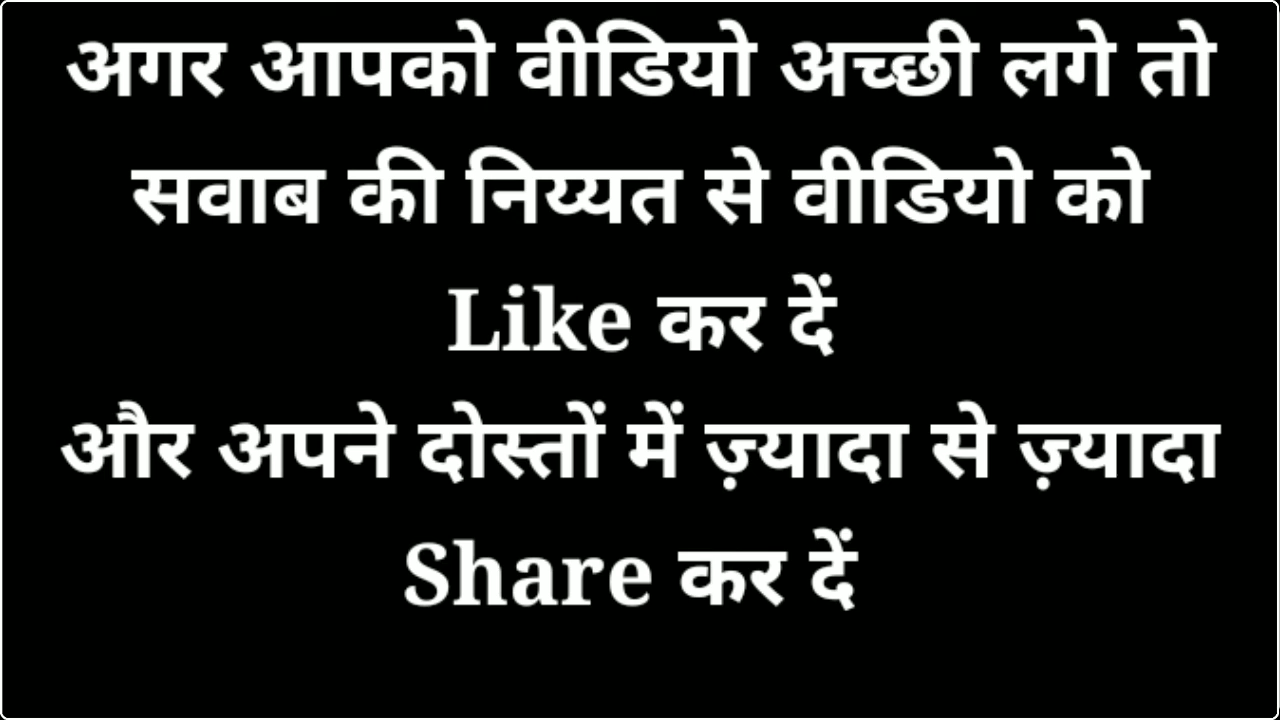 अगर आपको वीडियो अच्छी लगे तो
सवाब की निय्यत से वीडियो को
Like कर दें
और अपने दोस्तों में ज़्यादा से ज़्यादा
Share कर दें